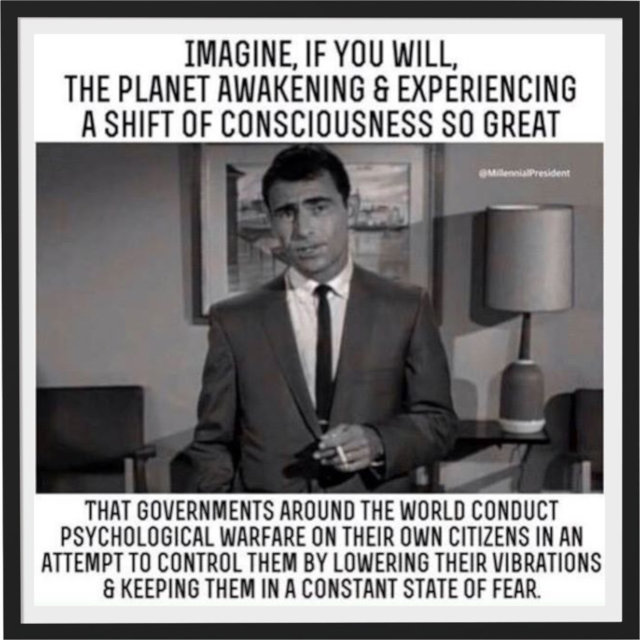 IMAGINE, IF YOU WILL,
THE PLANET AWAKENING & EXPERIENCING
A SHIFT OF CONSCIOUSNESS SO GREAT
@MillennialPresident
THAT GOVERNMENTS AROUND THE WORLD CONDUCT
PSYCHOLOGICAL WARFARE ON THEIR OWN CITIZENS IN AN
ATTEMPT TO CONTROL THEM BY LOWERING THEIR VIBRATIONS
& KEEPING THEM IN A CONSTANT STATE OF FEAR.